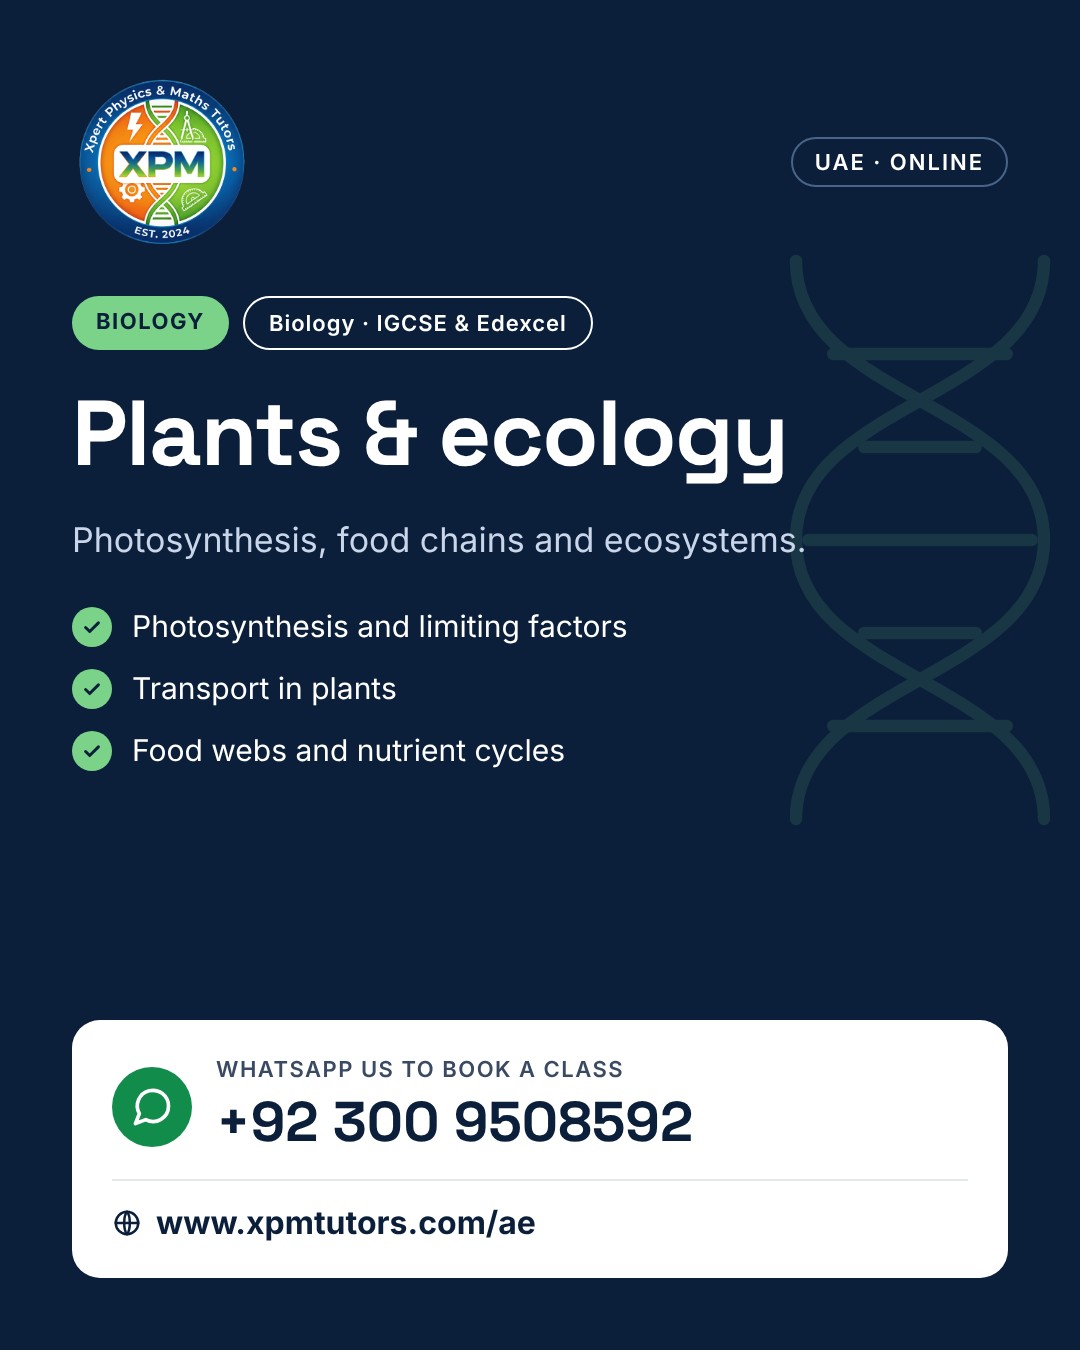 Xpert Physics & Maths Tutors
XPM
EST. 2024
UAE · ONLINE
BIOLOGY
Biology · IGCSE & Edexcel
Plants & ecology
Photosynthesis, food chains and ecosystems.
Photosynthesis and limiting factors
Transport in plants
Food webs and nutrient cycles
WHATSAPP US TO BOOK A CLASS
+92 300 9508592
www.xpmtutors.com/ae